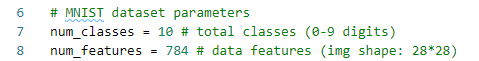 6 # MNIST dataset parameters
7 num_classes = 10 # total classes (0-9 digits)
8 num_features = 784 # data features (img shape: 28*28)